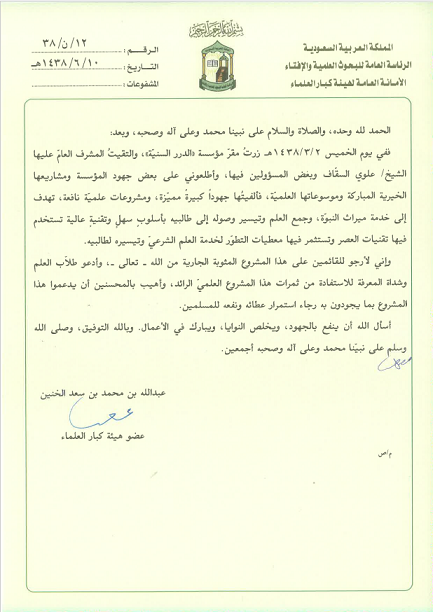 بسم الله الرحمن الرحيم
المملكة العربية السعودية
الرئاسة العامة للبحوث العلمية والإفتاء
الأمانة العامة لهيئة كبار العلماء
الرقم : ٣٨/ن/١٢
التاريخ : ١٤٣٨/٦/١٠هـ
المشفوعات :
الحمد لله وحده، والصلاة والسلام على نبينا محمد وعلى آله وصحبه، وبعد:
ففي يوم الخميس ١٤٣٨/٣/٢هـ زرتُ مقرّ مؤسسة «الدرر السنيّة»، والتقيتُ المشرف العامّ عليها
الشيخ/ علوي السقّاف وبعض المسؤولين فيها، وأطلعوني على بعض جهود المؤسسة ومشاريعها
الخيرية المباركة وموسوعاتها العلميّة، فألفيتُها جهوداً كبيرةً مميّزة، ومشروعات علميّة نافعة، تهدف
إلى خدمة ميراث النبوّة، وجمع العلم وتيسير وصوله إلى طالبيه بأسلوبٍ سهلٍ وتقنيةٍ عالية تستخدم
فيها تقنيات العصر وتستثمر فيها معطيات التطوّر لخدمة العلم الشرعيّ وتيسيره لطالبيه.
وإني لأرجو للقائمين على هذا المشروع المثوبة الجارية من الله ـ تعالى ـ، وأدعو طلّاب العلم
وشداة المعرفة للاستفادة من ثمرات هذا المشروع العلميّ الرائد، وأهيب بالمحسنين أن يدعموا هذا
المشروع بما يجودون به رجاء استمرار عطائه ونفعه للمسلمين.
أسأل الله أن ينفع بالجهود، ويخلص النوايا، ويبارك في الأعمال. وبالله التوفيق، وصلى الله
وسلم على نبيّنا محمد وعلى آله وصحبه أجمعين.
عبدالله بن محمد بن سعد الخنين
عضو هيئة كبار العلماء
م/ص